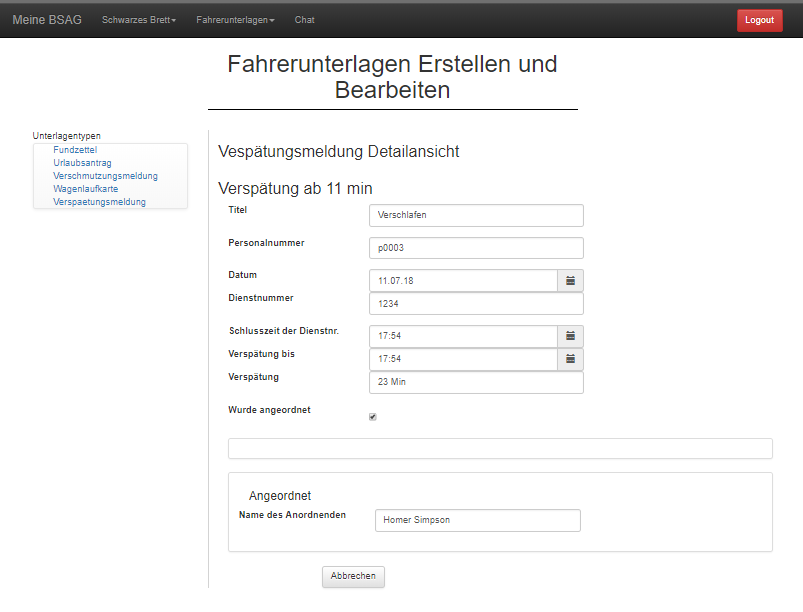 Meine BSAG Schwarzes Brett Fahrerunterlagen Chat Logout
Fahrerunterlagen Erstellen und
Bearbeiten
Unterlagentypen
Fundzettel
Urlaubsantrag
Verschmutzungsmeldung
Wagenlaufkarte
Verspaetungsmeldung
Vespätungsmeldung Detailansicht
Verspätung ab 11 min
Titel Verschlafen
Personalnummer p0003
Datum 11.07.18
Dienstnummer 1234
Schlusszeit der Dienstnr. 17:54
Verspätung bis 17:54
Verspätung 23 Min
Wurde angeordnet
Angeordnet
Name des Anordnenden Homer Simpson
Abbrechen